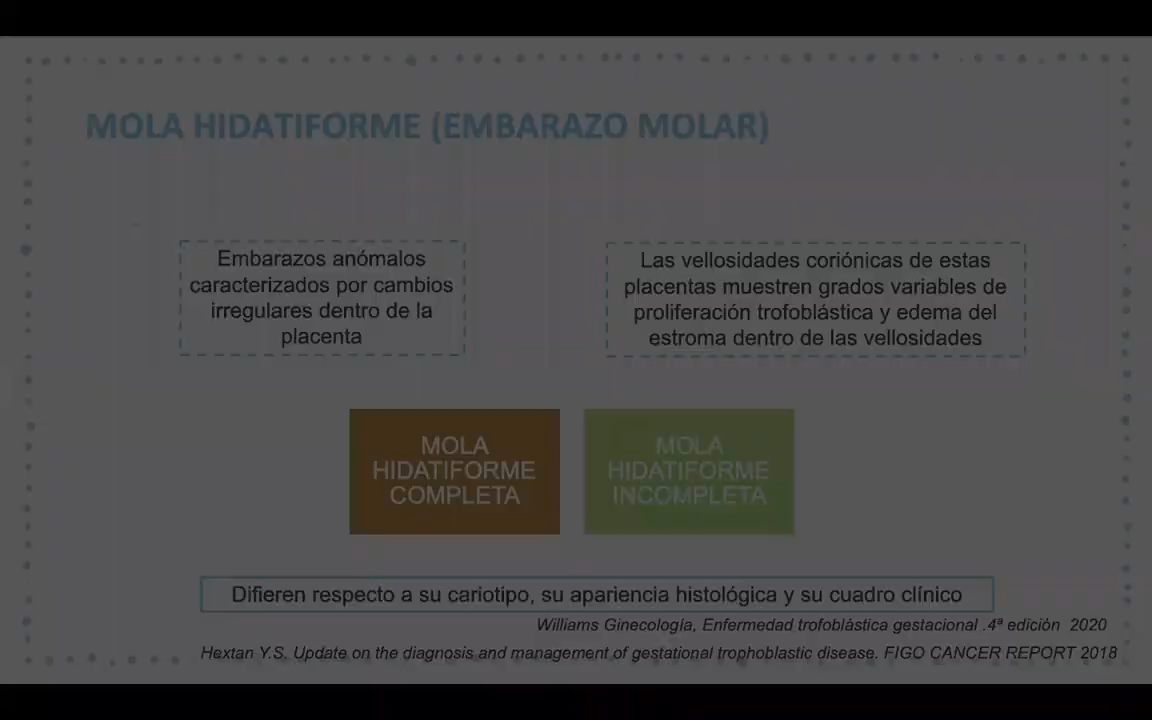 MOLA HIDATIFORME (EMBARAZO MOLAR)
Embarazos anómalos
caracterizados por cambios
irregulares dentro de la
placenta
Las vellosidades coriónicas de estas
placentas muestren grados variables de
proliferación trofoblástica y edema del
estroma dentro de las vellosidades
MOLA
HIDATIFORME
COMPLETA
MOLA
HIDATIFORME
INCOMPLETA
Difieren respecto a su cariotipo, su apariencia histológica y su cuadro clínico
Williams Ginecología, Enfermedad trofoblástica gestacional .4ª edición 2020
Hextan Y.S. Update on the diagnosis and management of gestational trophoblastic disease. FIGO CANCER REPORT 2018